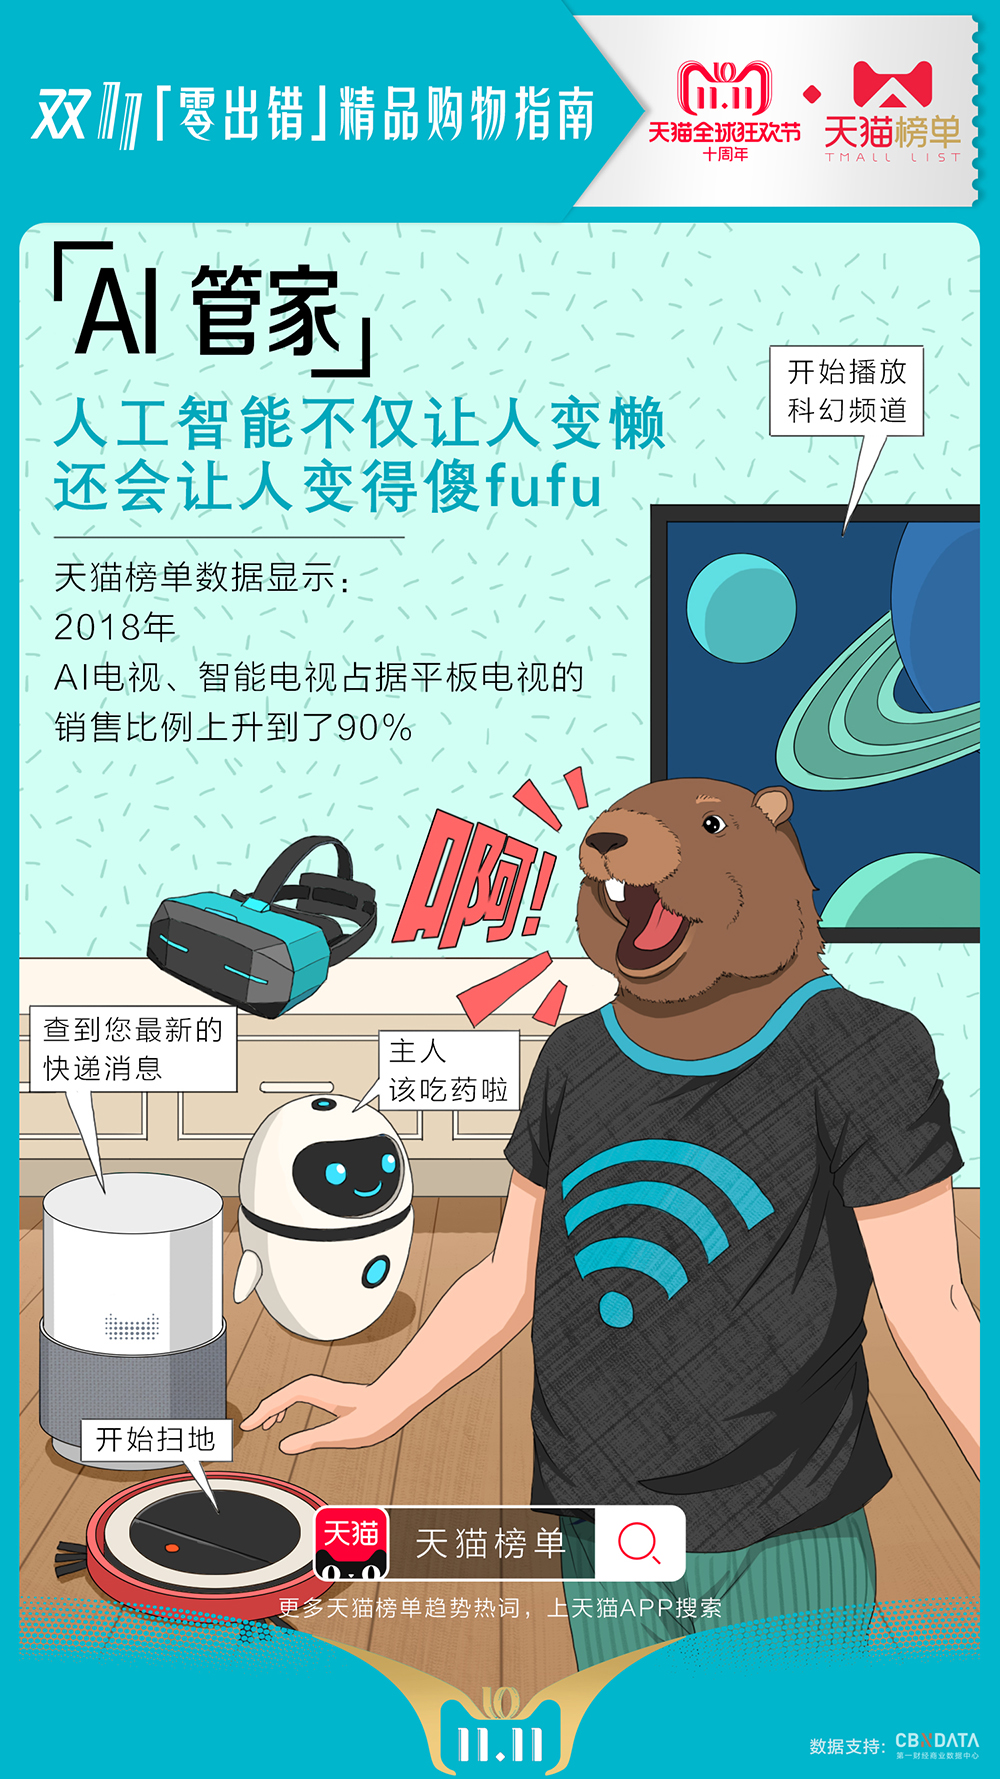 双11「零出错」精品购物指南
10
11.11
天猫全球狂欢节
十周年
天猫榜单
TMALL LIST
「AI 管家」
人工智能不仅让人变懒
还会让人变得傻fufu
天猫榜单数据显示：
2018年
AI电视、智能电视占据平板电视的
销售比例上升到了90%
开始播放
科幻频道
啊！
查到您最新的
快递消息
主人
该吃药啦
开始扫地
天猫
天猫榜单
更多天猫榜单趋势热词，上天猫APP搜索
10
11.11
数据支持：
CBNDATA
第一财经商业数据中心